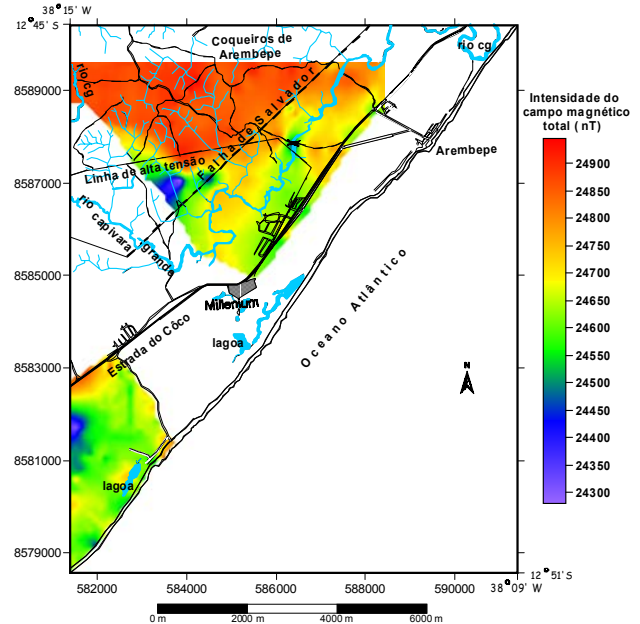 38° 15' W
12° 45' S
Coqueiros de
Arembepe
rio cg
rio cg
8589000
Falha de Salvador
Intensidade do
campo magnético
total ( nT)
Arembepe
Linha de alta tensão
8587000
rio capivara grande
24900
24850
24800
24750
24700
24650
24600
24550
24500
24450
24400
24350
24300
8585000
Millenium
Oceano Atlântico
lagoa
Estrada do Côco
8583000
N
8581000
lagoa
8579000
12° 51' S
582000
584000
586000
588000
590000
38° 09' W
0 m
2000 m
4000 m
6000 m